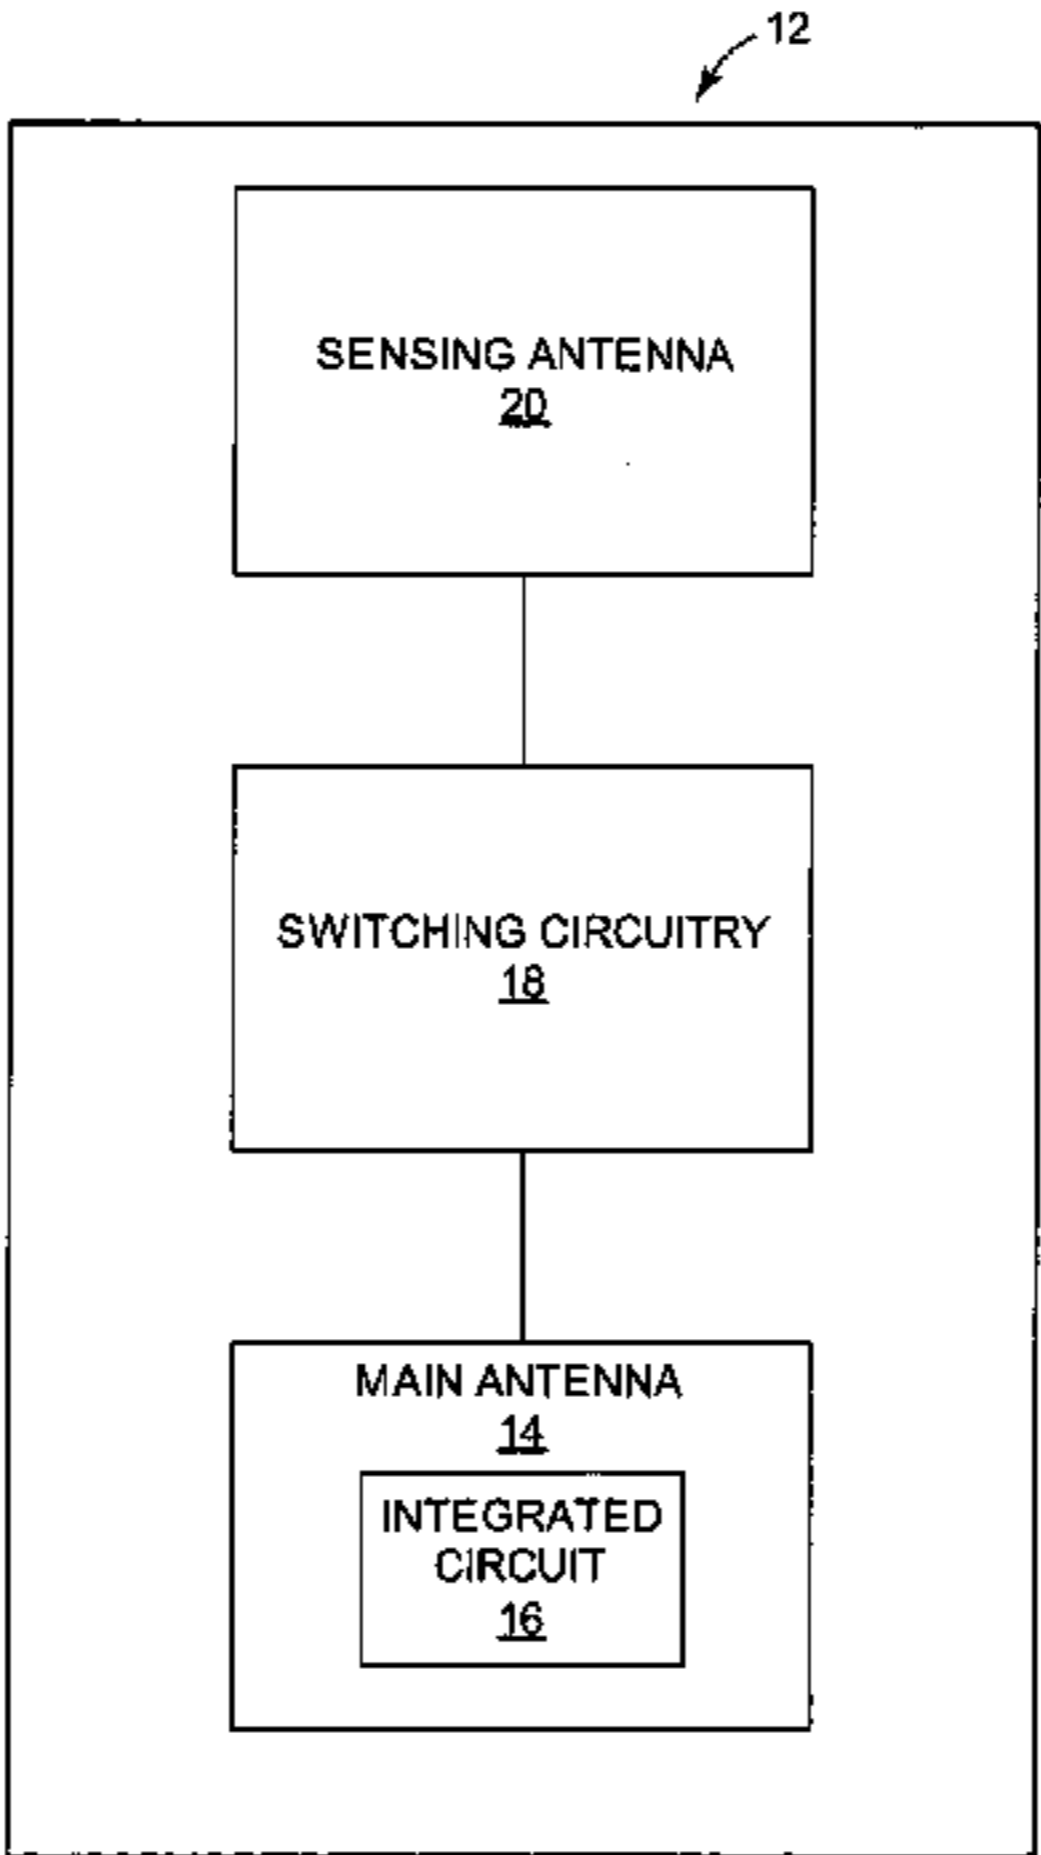 12
SENSING ANTENNA
20
SWITCHING CIRCUITRY
18
MAIN ANTENNA
14
INTEGRATED
CIRCUIT
16